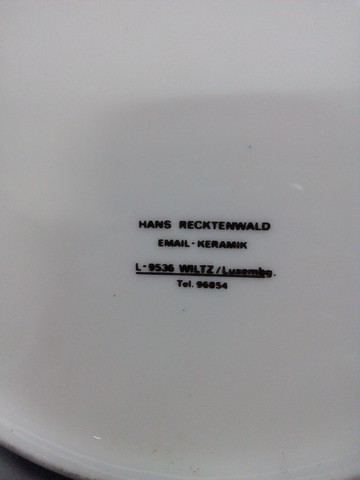 HANS RECKTENWALD
EMAIL - KERAMIK
L - 9536 WILTZ / Luxembg.
Tel. 96854